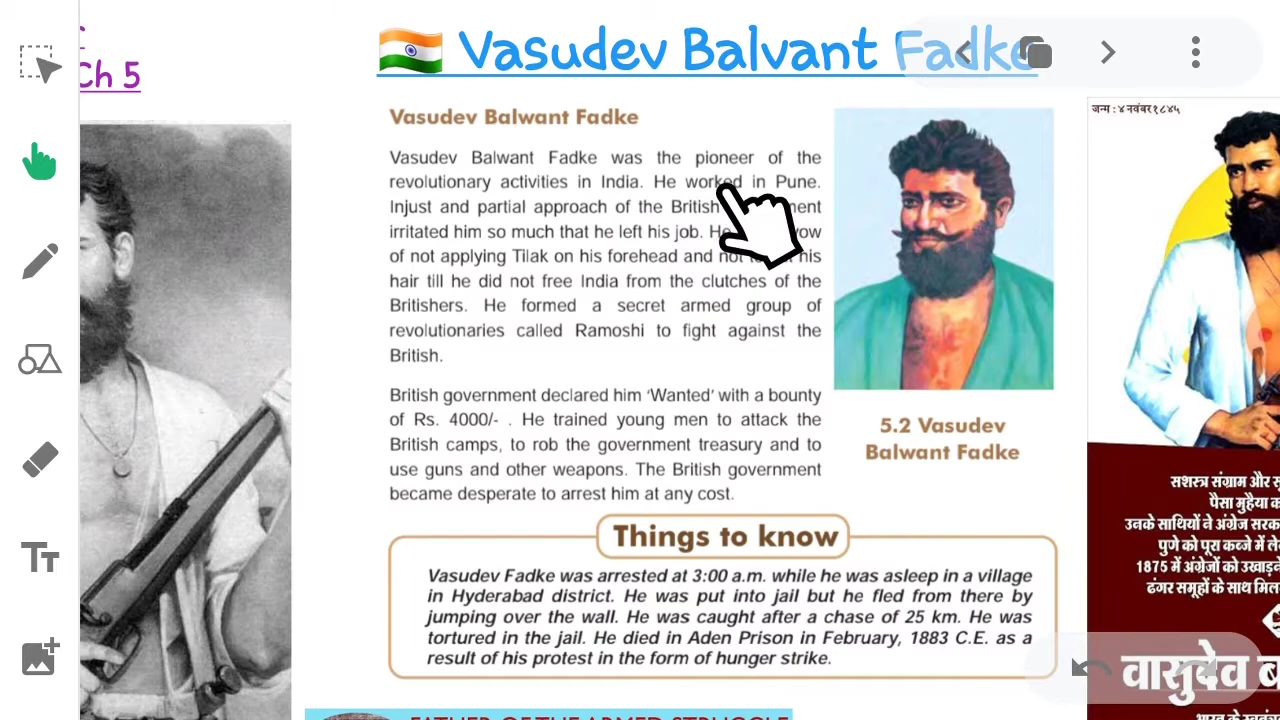 Ch 5
Vasudev Balvant Fadke
Vasudev Balwant Fadke
Vasudev Balwant Fadke was the pioneer of the
revolutionary activities in India. He worked in Pune.
Injust and partial approach of the British
irritated him so much that he left his job.
of not applying Tilak on his forehead and his
hair till he did not free India from the clutches of the
Britishers. He formed a secret armed group of
revolutionaries called Ramoshi to fight against the
British.
British government declared him 'Wanted' with a bounty
of Rs. 4000/- . He trained young men to attack the
British camps, to rob the government treasury and to
use guns and other weapons. The British government
became desperate to arrest him at any cost.
5.2 Vasudev
Balwant Fadke
Things to know
Vasudev Fadke was arrested at 3:00 a.m. while he was asleep in a village
in Hyderabad district. He was put into jail but he fled from there by
jumping over the wall. He was caught after a chase of 25 km. He was
tortured in the jail. He died in Aden Prison in February, 1883 C.E. as a
result of his protest in the form of hunger strike.
FATHER OF THE ARMED STRUGGLE
जन्म : ४ नवंबर १८४५
सशस्त्र संग्राम और
पैसा मुहैया
उनके साथियों ने अंग्रेज
पुणे को पूरा कब्जे में
1875 में अंग्रेजों को
ढंगर समूहों के साथ
वासुदेव
Tт